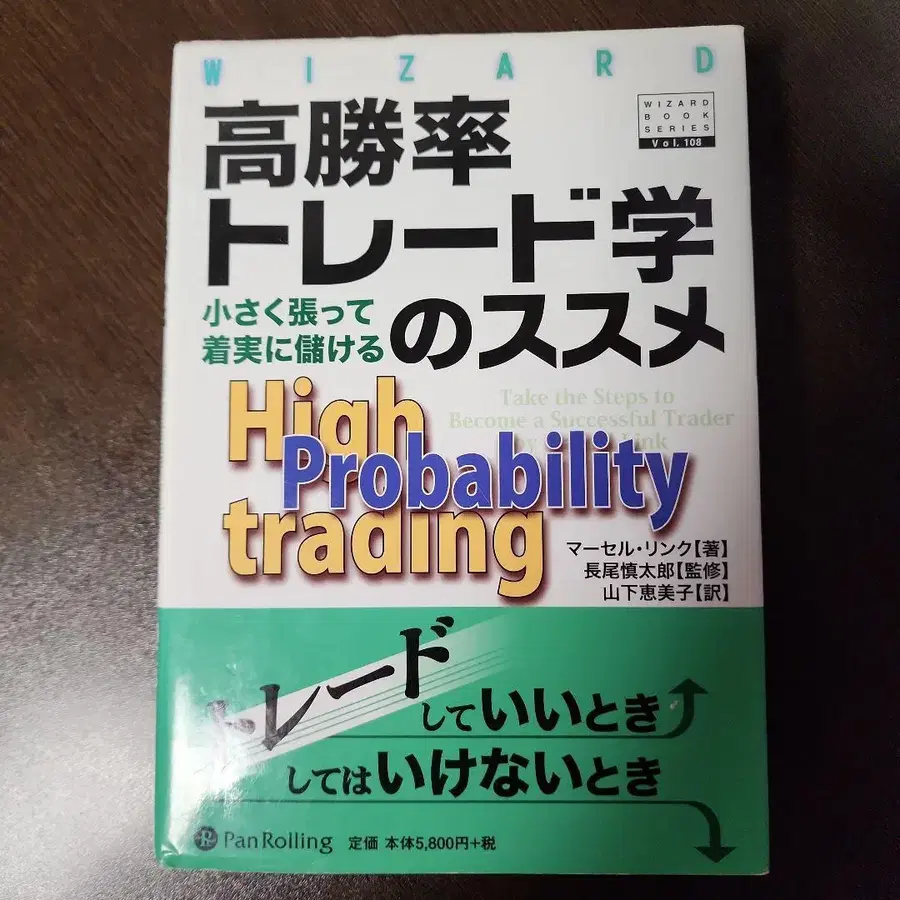 WIZARD
WIZARD
BOOK
SERIES
Vol. 108
高勝率
トレード学
のススメ
小さく張って
着実に儲ける
High
Probability
trading
Take the Steps to
Become a Successful Trader
マーセル・リンク【著】
長尾慎太郎【監修】
山下恵美子【訳】
トレードしていいとき
してはいけないとき
Pan Rolling 定価 本体5,800円+税